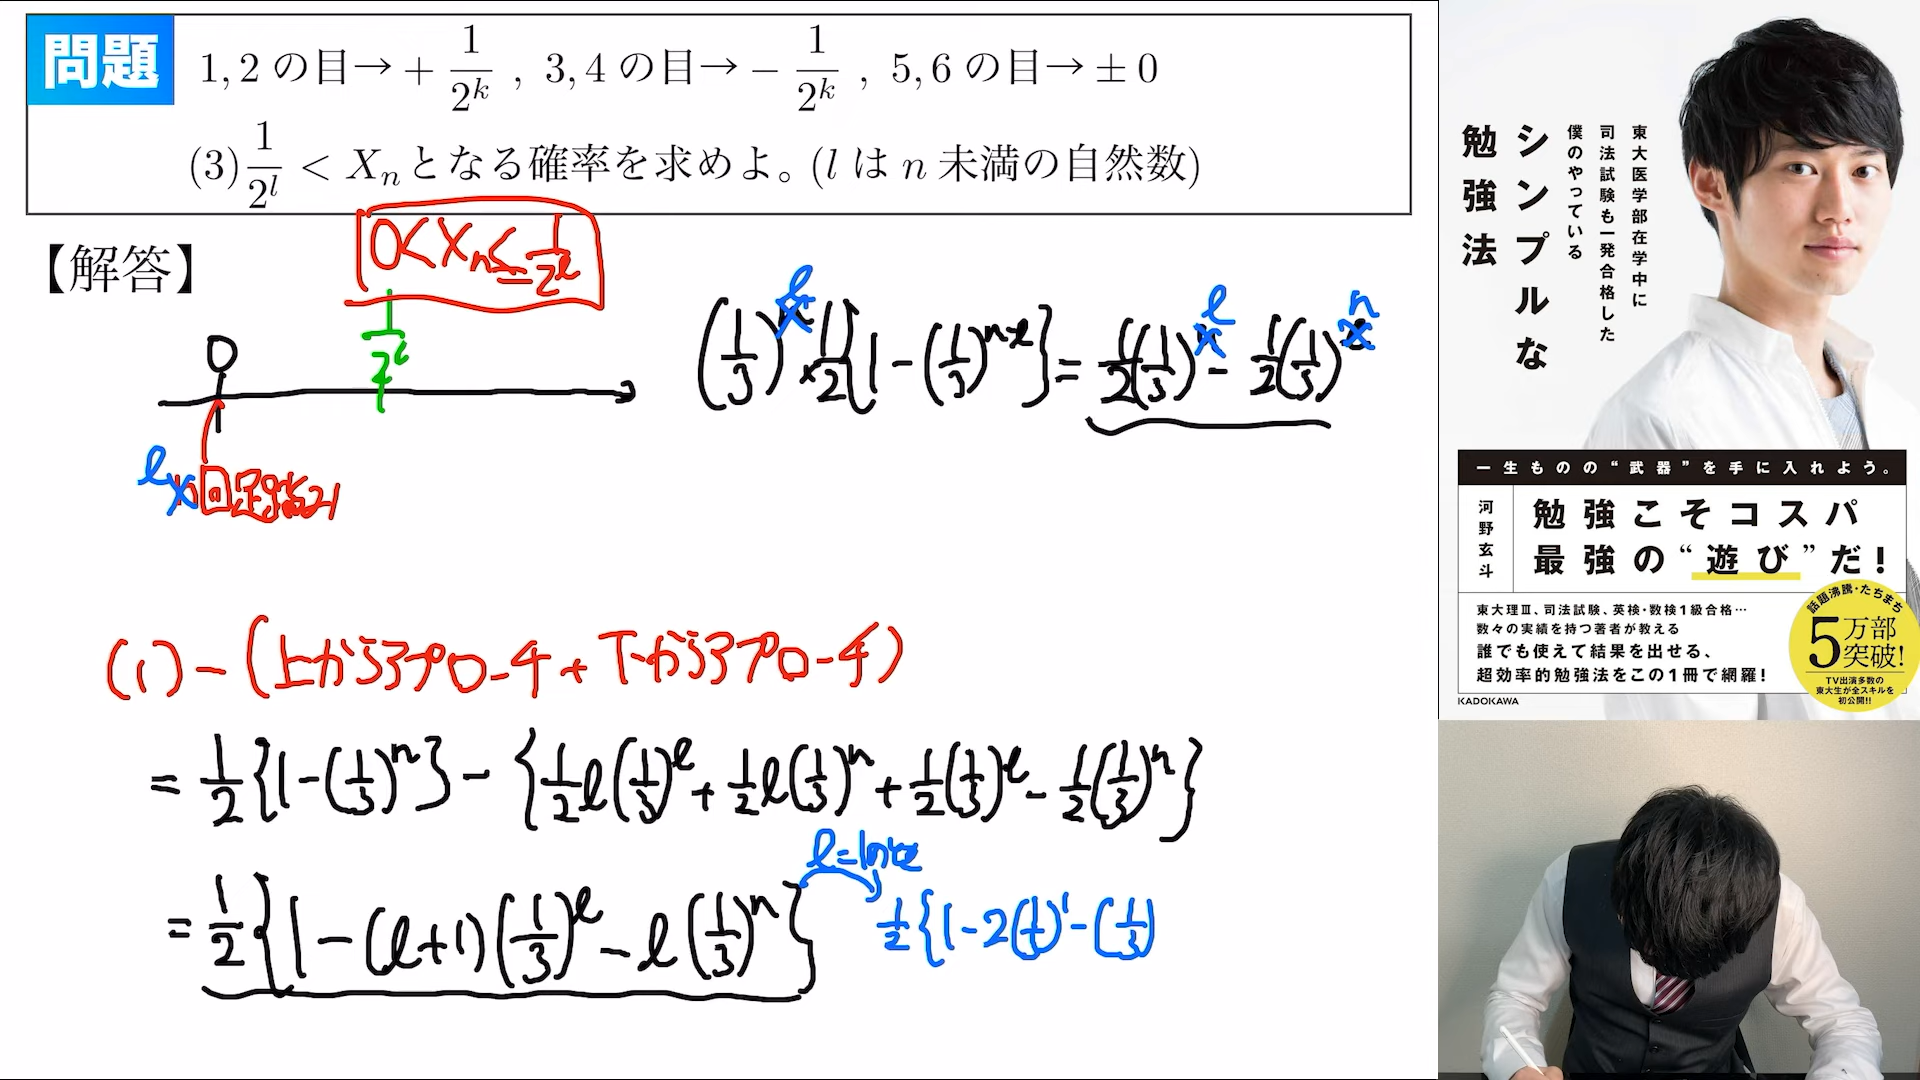 問題
1, 2 の目→ + 1/2^k , 3, 4 の目→ − 1/2^k , 5, 6 の目→ ± 0
(3) 1/2^l < X_n となる確率を求めよ。(l は n 未満の自然数)
【解答】
0<X_n≦1/2^l
1/2^l
0
l
(1/3)^l × 1/2{1-(1/3)^{n-l}} = 1/2(1/3)^l - 1/2(1/3)^n
(1) - (上からアプローチ + 下からアプローチ)
= 1/2{1-(1/3)^n} - {1/2 l(1/3)^l + 1/2 l(1/3)^n + 1/2(1/3)^l - 1/2(1/3)^n}
= 1/2{1-(l+1)(1/3)^l - l(1/3)^n}
1/2{1-2(1/3)^1-(1/3)
東大医学部在学中に
司法試験も一発合格した
僕のやっている
シンプルな
勉強法
一生ものの“武器”を手に入れよう。
河野玄斗
勉強こそコスパ
最強の“遊び”だ!
東大理Ⅲ、司法試験、英検・数検1級合格…
数々の実績を持つ著者が教える
誰でも使えて結果を出せる、
超効率的勉強法をこの1冊で網羅!
KADOKAWA
話題沸騰・たちまち
5万部
突破!
TV出演多数の
東大生が全スキルを
初公開!!